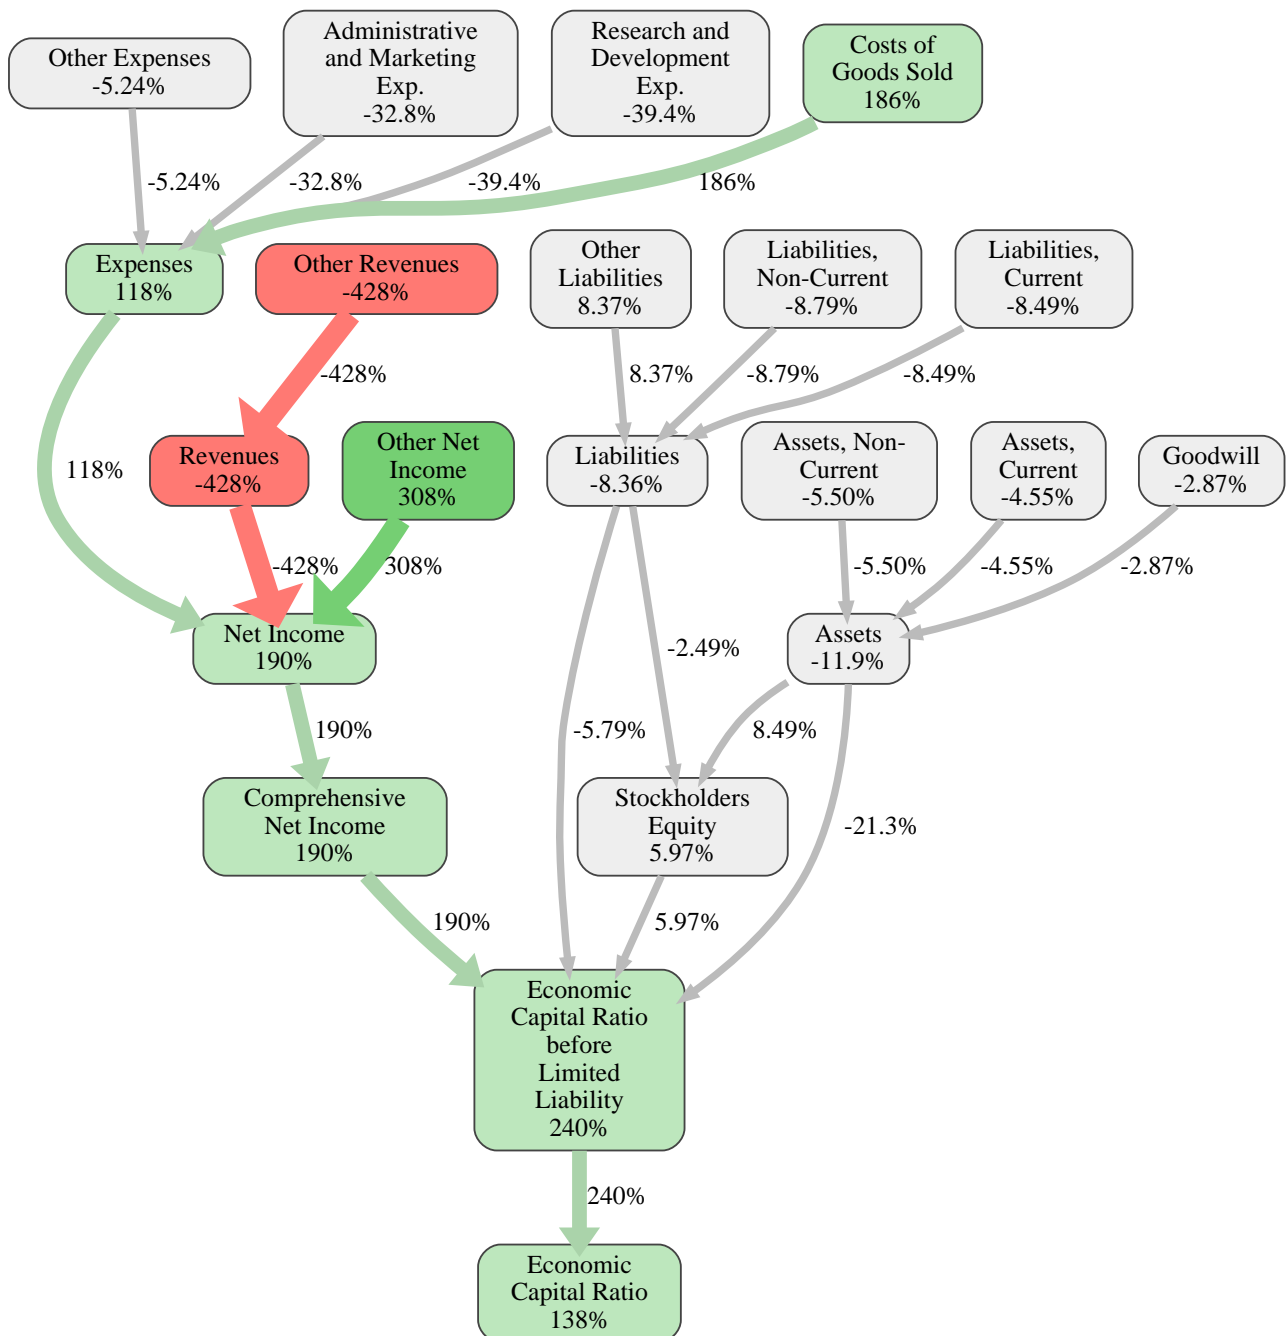 Other Expenses
-5.24%
Administrative
and Marketing
Exp.
-32.8%
Research and
Development
Exp.
-39.4%
Costs of
Goods Sold
186%
-5.24%
-32.8%
-39.4%
186%
Expenses
118%
Other Revenues
-428%
Other
Liabilities
8.37%
Liabilities,
Non-Current
-8.79%
Liabilities,
Current
-8.49%
-428%
8.37%
-8.79%
-8.49%
118%
Revenues
-428%
Other Net
Income
308%
Liabilities
-8.36%
Assets, Non-
Current
-5.50%
Assets,
Current
-4.55%
Goodwill
-2.87%
-428%
308%
-5.50%
-4.55%
-2.87%
Net Income
190%
-2.49%
Assets
-11.9%
190%
-5.79%
8.49%
Comprehensive
Net Income
190%
Stockholders
Equity
5.97%
-21.3%
190%
5.97%
Economic
Capital Ratio
before
Limited
Liability
240%
240%
Economic
Capital Ratio
138%